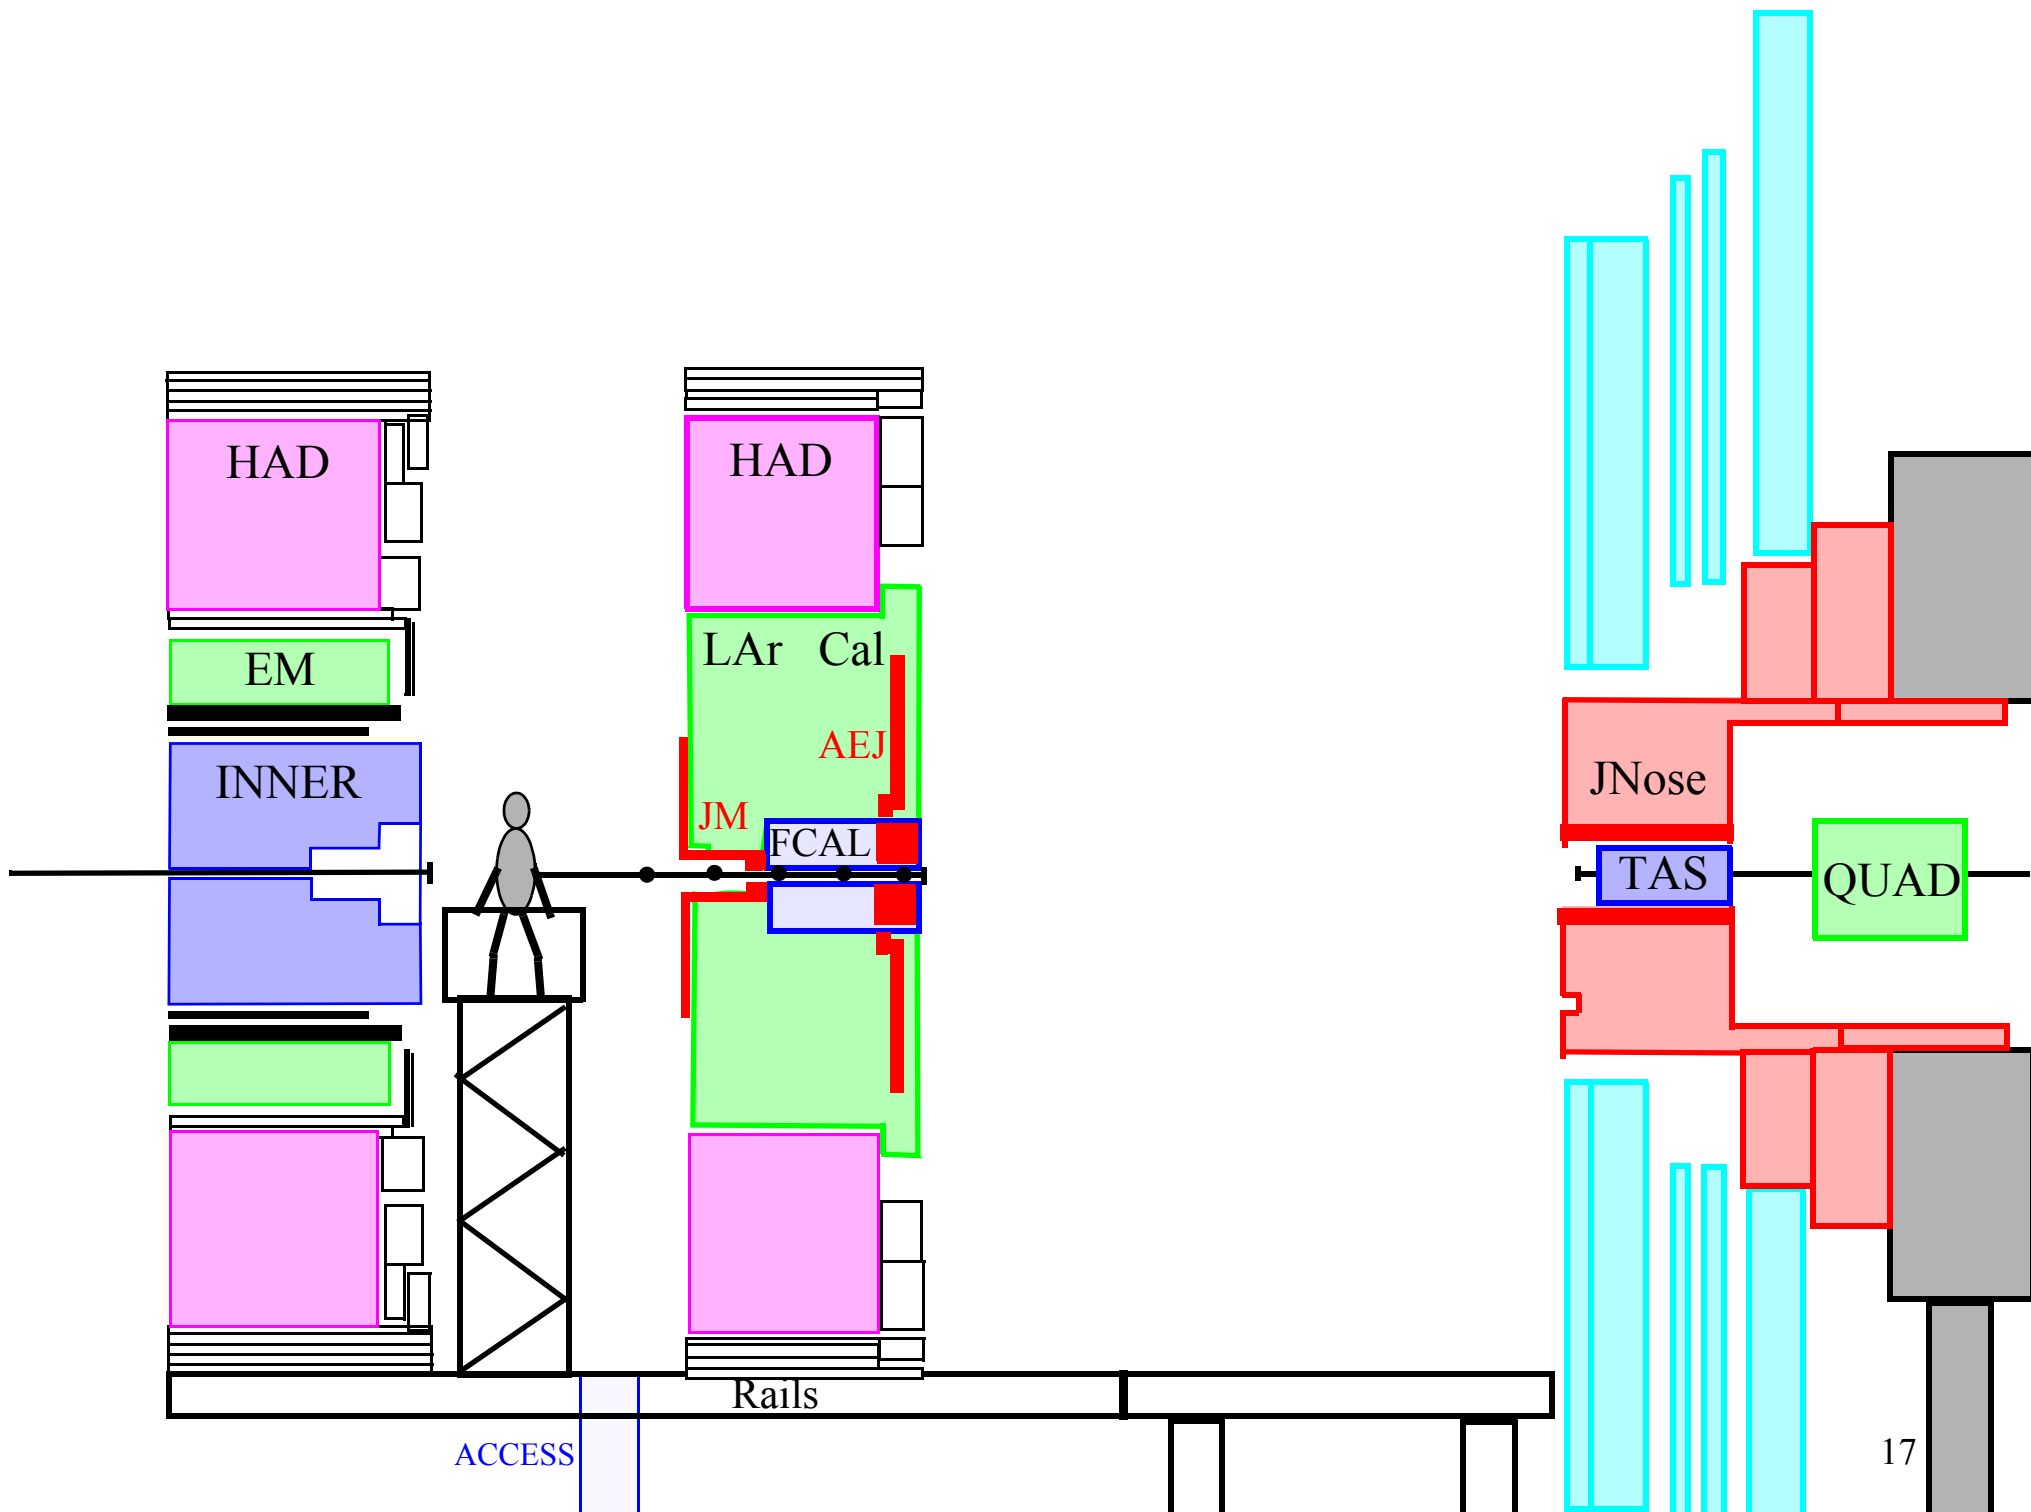 HAD
HAD
LAr Cal
EM
AEJ
INNER
JNose
JM
FCAL
TAS
QUAD
Rails
ACCESS
17